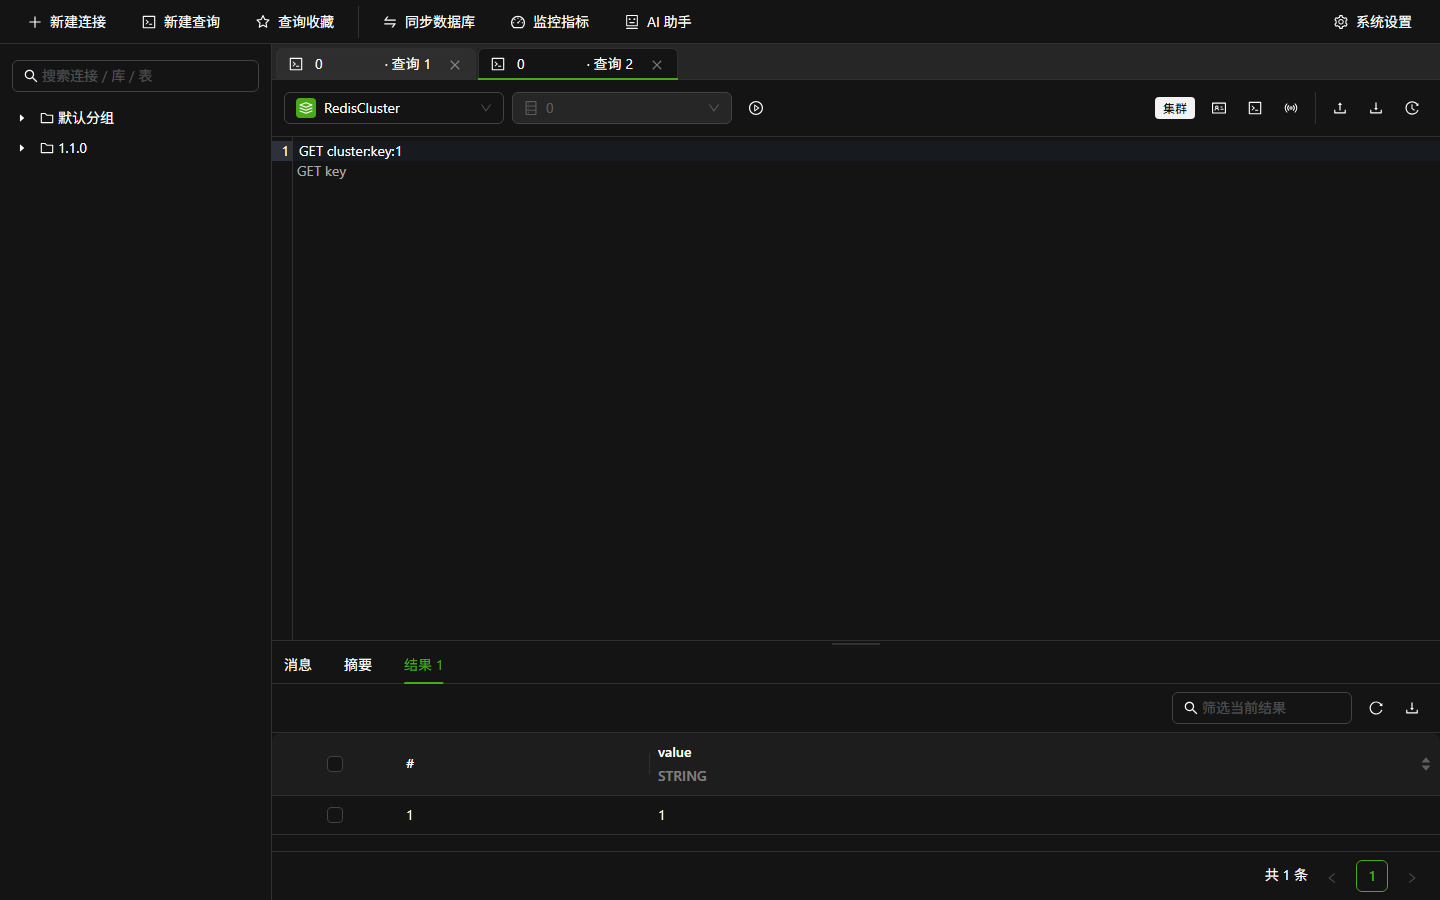 新建连接 新建查询 查询收藏 同步数据库 监控指标 AI 助手 系统设置
搜索连接 / 库 / 表
默认分组
1.1.0
0 · 查询 1
0 · 查询 2
RedisCluster 0 集群
1 GET cluster:key:1
GET key
消息 摘要 结果 1
筛选当前结果
# value
STRING
1 1
共 1 条 1